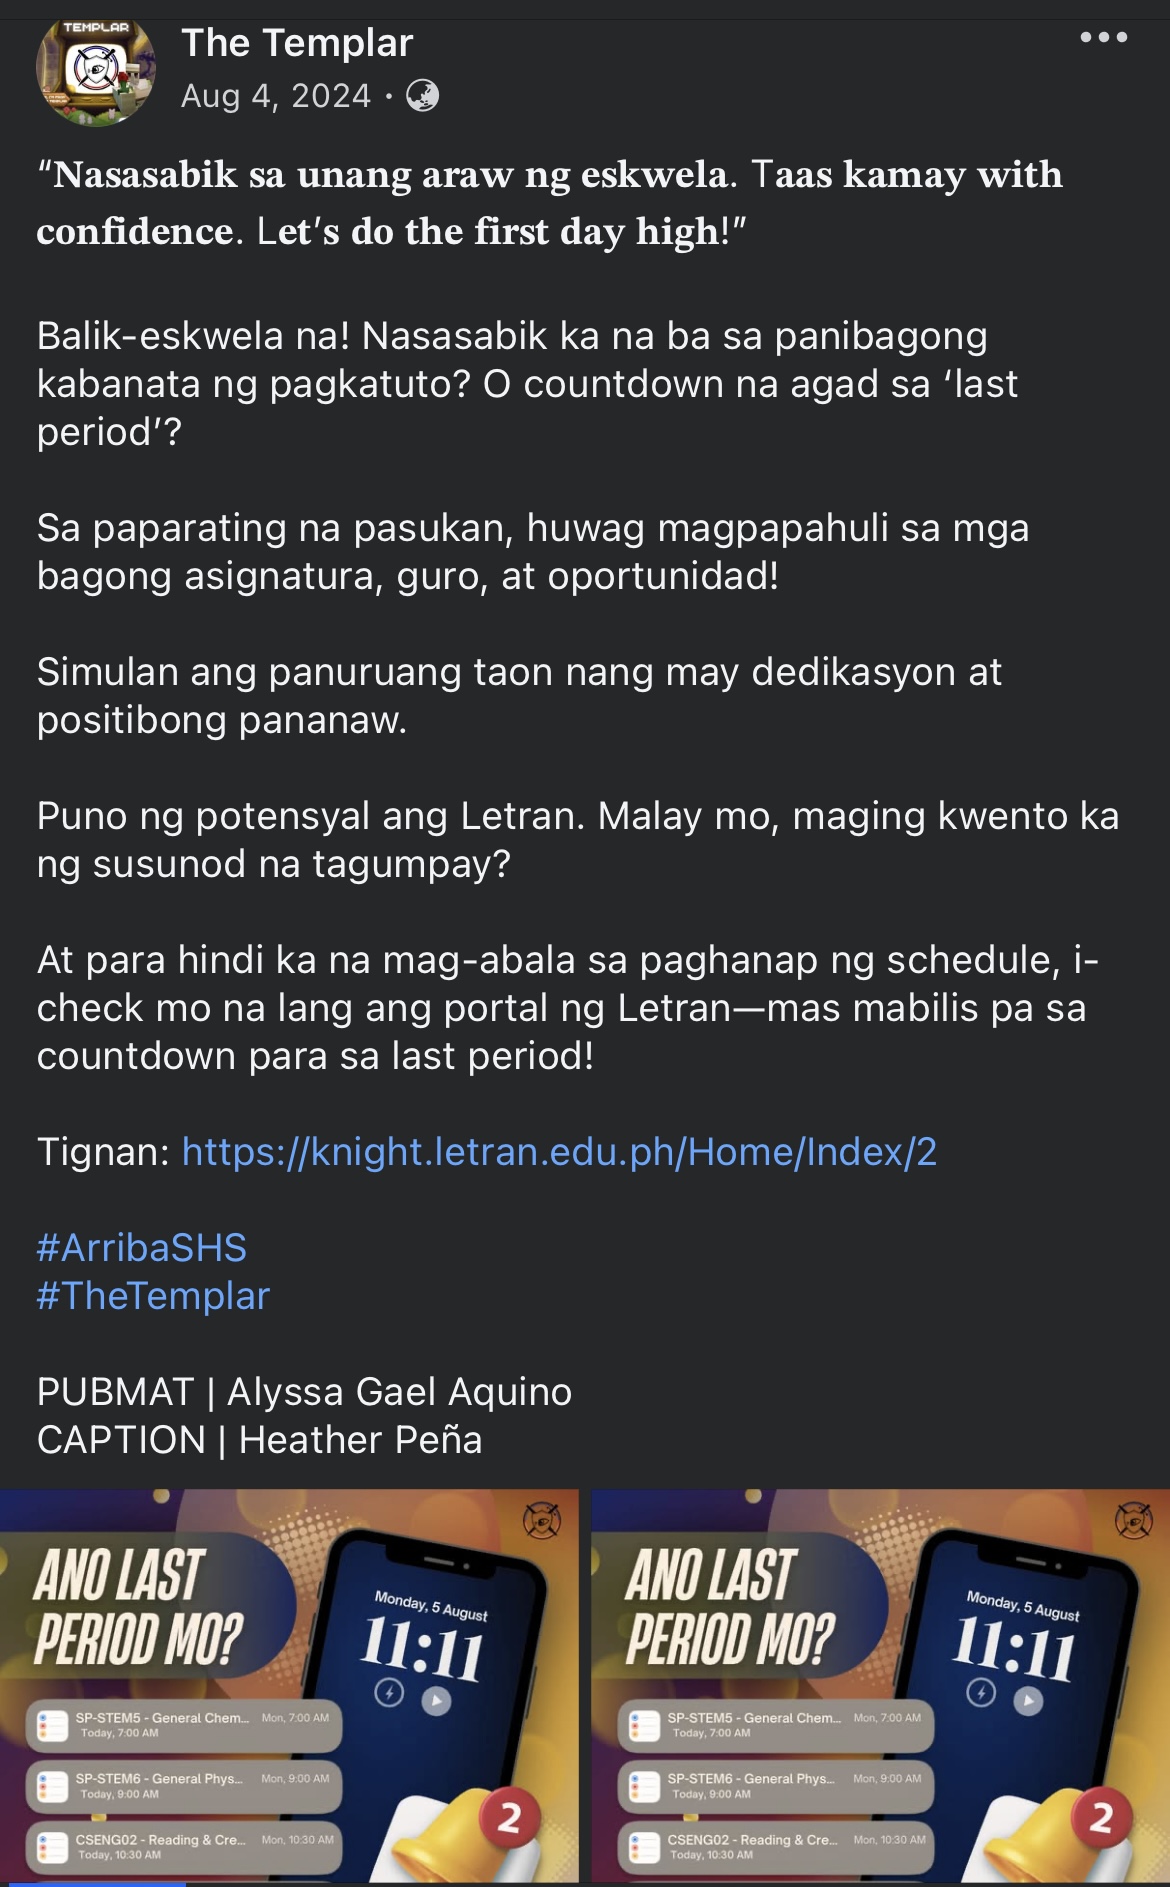 TEMPLAR
The Templar
Aug 4, 2024 ·
“Nasasabik sa unang araw ng eskwela. Taas kamay with
confidence. Let’s do the first day high!”
Balik-eskwela na! Nasasabik ka na ba sa panibagong
kabanata ng pagkatuto? O countdown na agad sa ‘last
period’?
Sa paparating na pasukan, huwag magpapahuli sa mga
bagong asignatura, guro, at oportunidad!
Simulan ang panuruang taon nang may dedikasyon at
positibong pananaw.
Puno ng potensyal ang Letran. Malay mo, maging kwento ka
ng susunod na tagumpay?
At para hindi ka na mag-abala sa paghanap ng schedule, i-
check mo na lang ang portal ng Letran—mas mabilis pa sa
countdown para sa last period!
Tignan: https://knight.letran.edu.ph/Home/Index/2
#ArribaSHS
#TheTemplar
PUBMAT | Alyssa Gael Aquino
CAPTION | Heather Peña
ANO LAST
PERIOD MO?
Monday, 5 August
11:11
SP-STEM5 - General Chem... Mon, 7:00 AM
Today, 7:00 AM
SP-STEM6 - General Phys... Mon, 9:00 AM
Today, 9:00 AM
CSENG02 - Reading & Cre... Mon, 10:30 AM
Today, 10:30 AM
2
ANO LAST
PERIOD MO?
Monday, 5 August
11:11
SP-STEM5 - General Chem... Mon, 7:00 AM
Today, 7:00 AM
SP-STEM6 - General Phys... Mon, 9:00 AM
Today, 9:00 AM
CSENG02 - Reading & Cre... Mon, 10:30 AM
Today, 10:30 AM
2